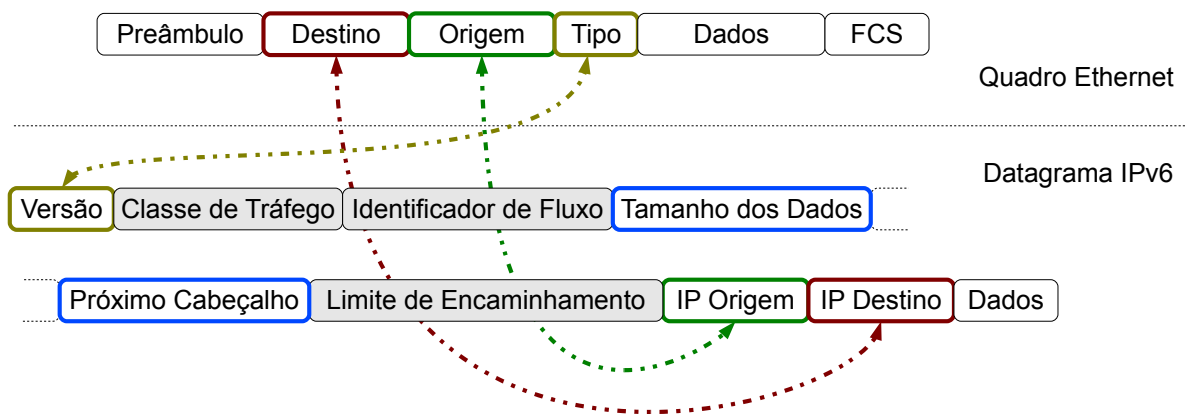 Preâmbulo Destino Origem Tipo Dados FCS
Quadro Ethernet
Datagrama IPv6
Versão Classe de Tráfego Identificador de Fluxo Tamanho dos Dados
Próximo Cabeçalho Limite de Encaminhamento IP Origem IP Destino Dados